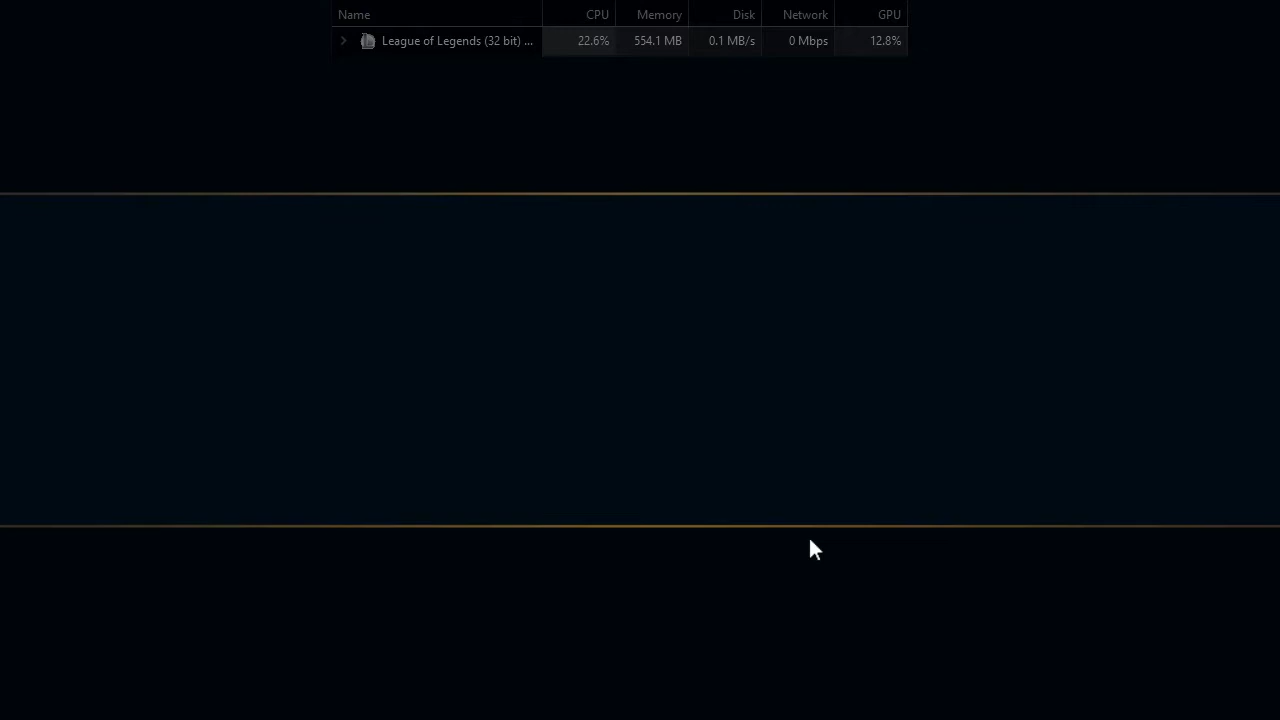 Name CPU Memory Disk Network GPU
League of Legends (32 bit) ... 22.6% 554.1 MB 0.1 MB/s 0 Mbps 12.8%